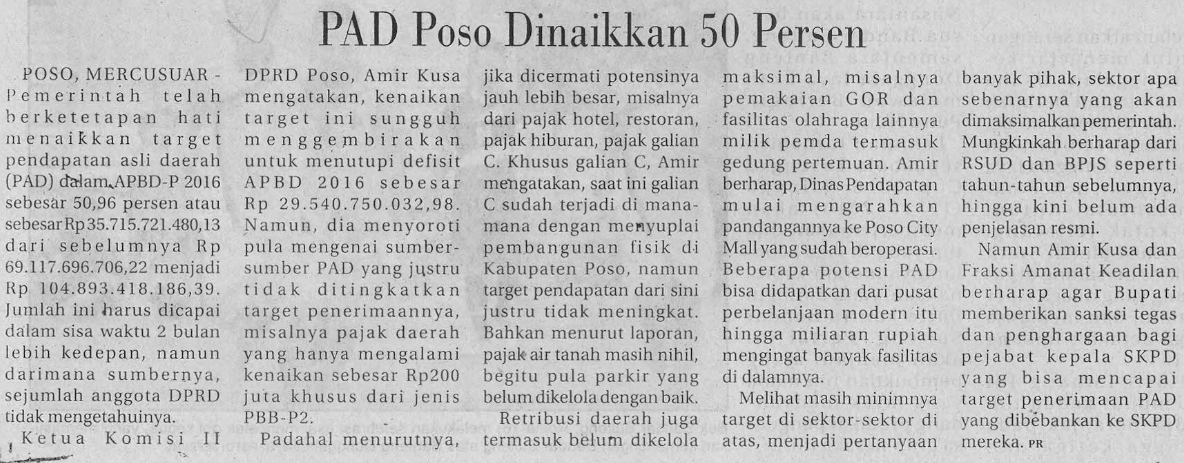 PAD Poso Dinaikkan 50 Persen
POSO, MERCUSUAR -
Pemerintah telah
berketetapan hati
menaikkan target
pendapatan asli daerah
(PAD) dalam APBD-P 2016
sebesar 50,96 persen atau
sebesar Rp 35.715.721.480,13
dari sebelumnya Rp
69.117.696.706,22 menjadi
Rp 104.893.418.186,39.
Jumlah ini harus dicapai
dalam sisa waktu 2 bulan
lebih kedepan, namun
darimana sumbernya,
sejumlah anggota DPRD
tidak mengetahuinya.
Ketua Komisi II
DPRD Poso, Amir Kusa
mengatakan, kenaikan
target ini sungguh
menggembirakan
untuk menutupi defisit
APBD 2016 sebesar
Rp 29.540.750.032,98.
Namun, dia menyoroti
pula mengenai sumber-
sumber PAD yang justru
tidak ditingkatkan
target penerimaannya,
misalnya pajak daerah
yang hanya mengalami
kenaikan sebesar Rp200
juta khusus dari jenis
PBB-P2.
Padahal menurutnya,
jika dicermati potensinya
jauh lebih besar, misalnya
dari pajak hotel, restoran,
pajak hiburan, pajak galian
C. Khusus galian C, Amir
mengatakan, saat ini galian
C sudah terjadi di mana-
mana dengan menyuplai
pembangunan fisik di
Kabupaten Poso, namun
target pendapatan dari sini
justru tidak meningkat.
Bahkan menurut laporan,
pajak air tanah masih nihil,
begitu pula parkir yang
belum dikelola dengan baik.
Retribusi daerah juga
termasuk belum dikelola
maksimal, misalnya
pemakaian GOR dan
fasilitas olahraga lainnya
milik pemda termasuk
gedung pertemuan. Amir
berharap, Dinas Pendapatan
mulai mengarahkan
pandangannya ke Poso City
Mall yang sudah beroperasi.
Beberapa potensi PAD
bisa didapatkan dari pusat
perbelanjaan modern itu
hingga miliaran rupiah
mengingat banyak fasilitas
di dalamnya.
Melihat masih minimnya
target di sektor-sektor di
atas, menjadi pertanyaan
banyak pihak, sektor apa
sebenarnya yang akan
dimaksimalkan pemerintah.
Mungkinkah berharap dari
RSUD dan BPJS seperti
tahun-tahun sebelumnya,
hingga kini belum ada
penjelasan resmi.
Namun Amir Kusa dan
Fraksi Amanat Keadilan
berharap agar Bupati
memberikan sanksi tegas
dan penghargaan bagi
pejabat kepala SKPD
yang bisa mencapai
target penerimaan PAD
yang dibebankan ke SKPD
mereka. PR